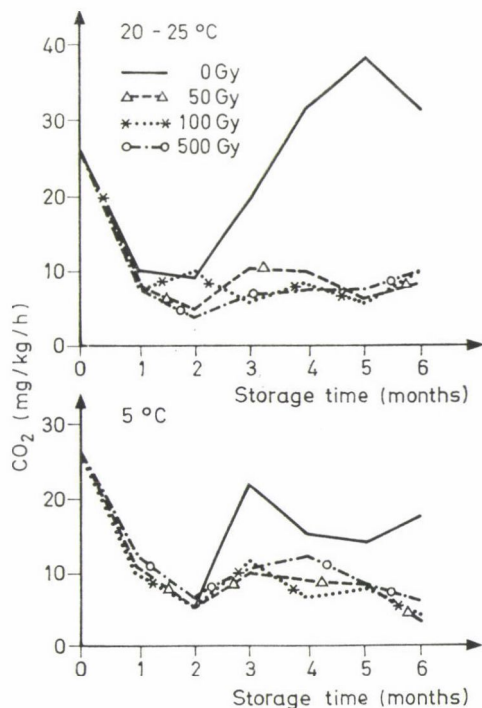 CO₂ (mg/kg/h)
20 – 25 °C
0 Gy
50 Gy
100 Gy
500 Gy
40
30
20
10
0
0 1 2 3 4 5 6
Storage time (months)
5 °C
20
10
0
0 1 2 3 4 5 6
Storage time (months)